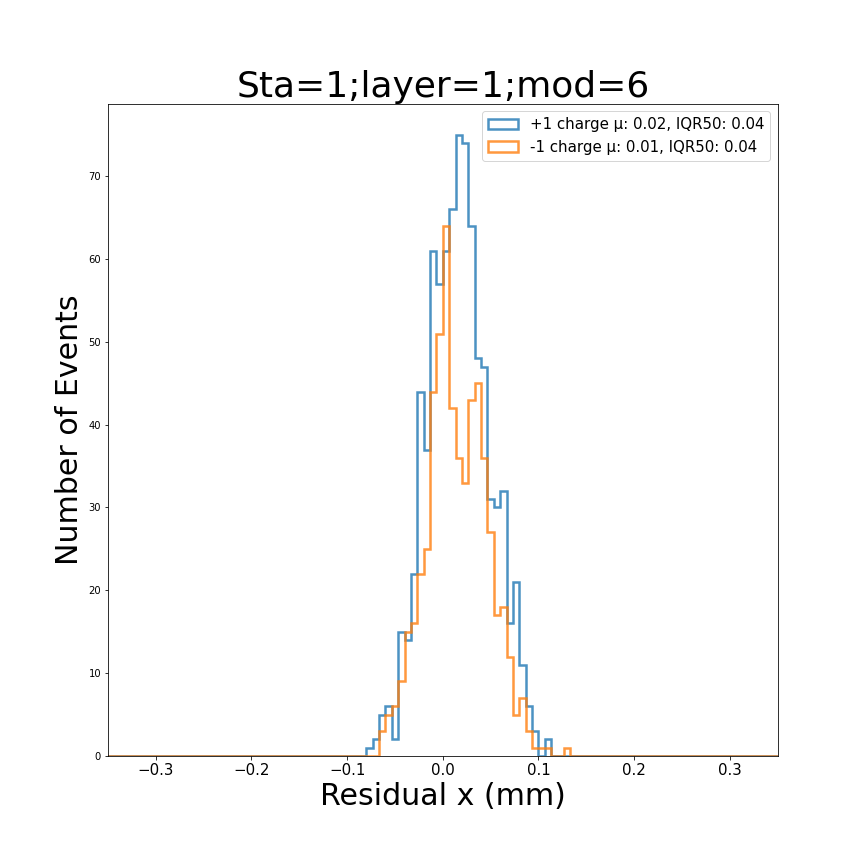 Sta=1;layer=1;mod=6
+1 charge μ: 0.02, IQR50: 0.04
-1 charge μ: 0.01, IQR50: 0.04
Number of Events
70
60
50
40
30
20
10
0
−0.3 −0.2 −0.1 0.0 0.1 0.2 0.3
Residual x (mm)